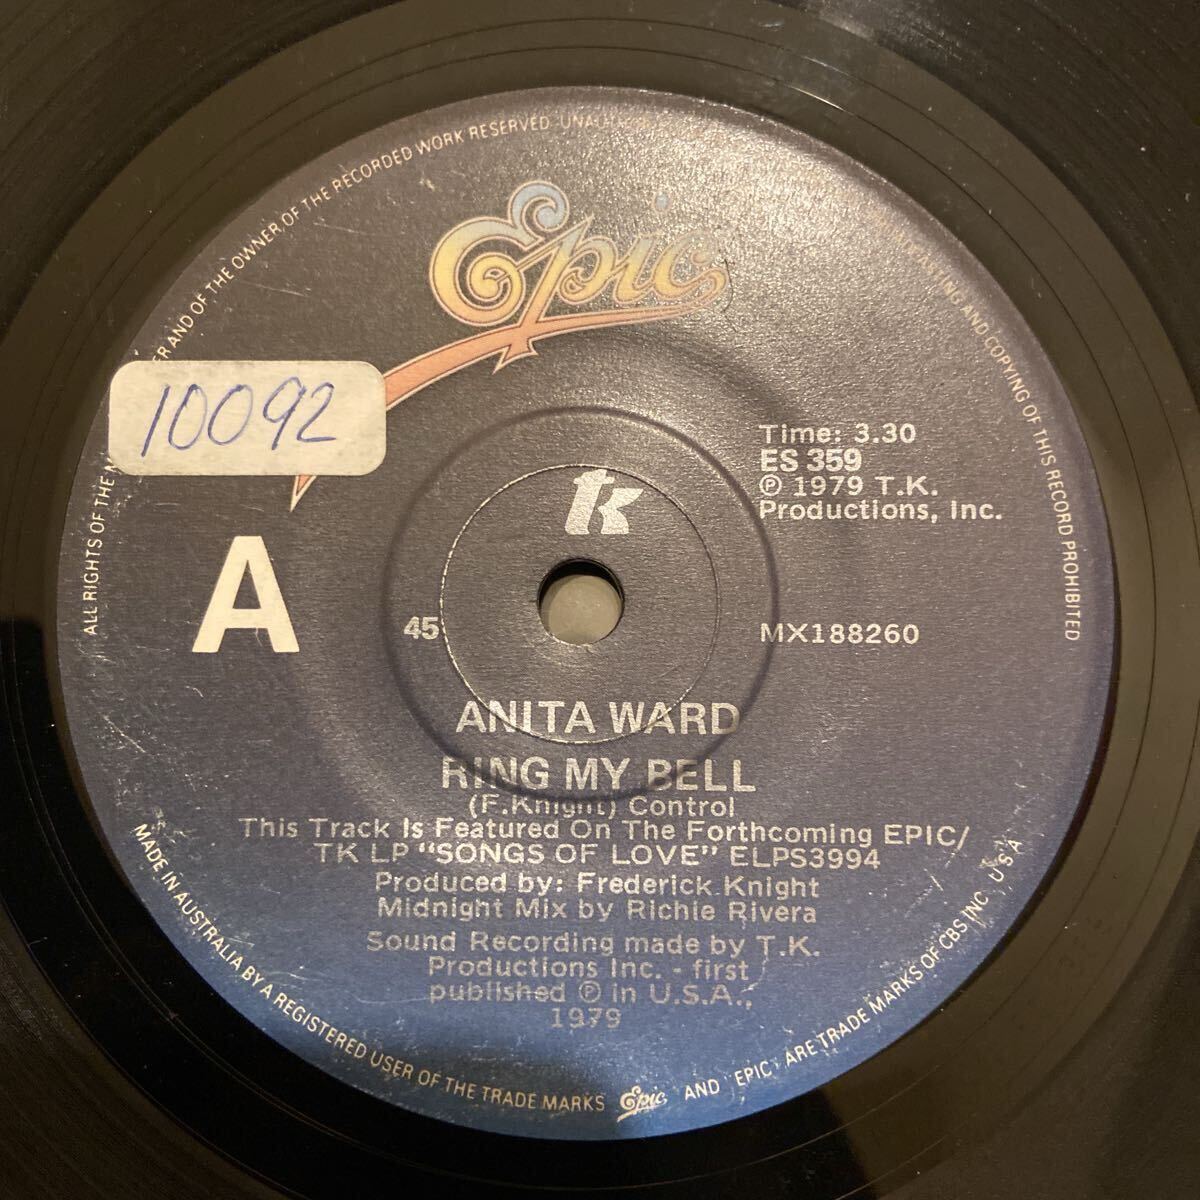 ALL RIGHTS OF THE M ER AND OF THE OWNER OF THE RECORDED WORK RESERVED UNAUTHOR AND COPYING OF THIS RECORD PROHIBITED
Epic
10092
Time: 3.30
ES 359
℗ 1979 T.K.
Productions, Inc.
tk
A
45
MX188260
ANITA WARD
RING MY BELL
(F.Knight) Control
This Track Is Featured On The Forthcoming EPIC/
TK LP "SONGS OF LOVE" ELPS3994
Produced by: Frederick Knight
Midnight Mix by Richie Rivera
Sound Recording made by T.K.
Productions Inc. - first
published ℗ in U.S.A.,
1979
MADE IN AUSTRALIA BY A REGISTERED USER OF THE TRADE MARKS Epic AND 'EPIC', ARE TRADE MARKS OF CBS INC., USA